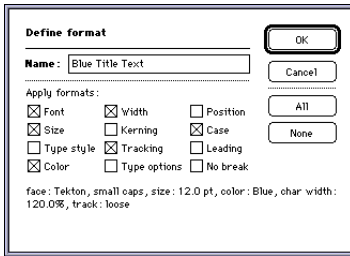 Define format
OK
Name: Blue Title Text
Cancel
Apply formats:
Font Width Position
All
Size Kerning Case
None
Type style Tracking Leading
Color Type options No break
face: Tekton, small caps, size: 12.0 pt, color: Blue, char width:
120.0%, track: loose